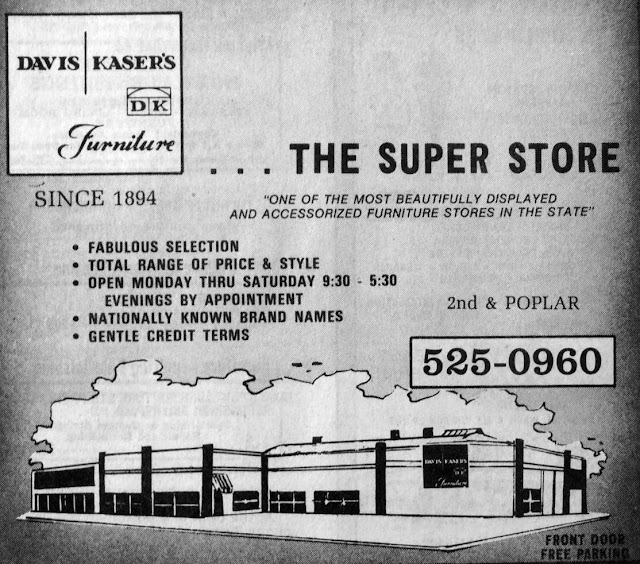 DAVIS KASER'S
DK
Furniture
SINCE 1894
. . . THE SUPER STORE
"ONE OF THE MOST BEAUTIFULLY DISPLAYED
AND ACCESSORIZED FURNITURE STORES IN THE STATE"
• FABULOUS SELECTION
• TOTAL RANGE OF PRICE & STYLE
• OPEN MONDAY THRU SATURDAY 9:30 - 5:30
EVENINGS BY APPOINTMENT
• NATIONALLY KNOWN BRAND NAMES
• GENTLE CREDIT TERMS
2nd & POPLAR
525-0960
DAVIS KASER'S
DK
Furniture
FRONT DOOR
FREE PARKING